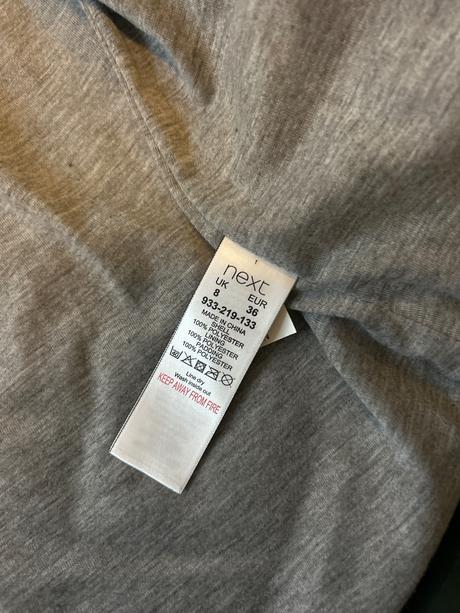 next
UK EUR
8 36
933-219-133
MADE IN CHINA
SHELL
100% POLYESTER
LINING
100% POLYESTER
PADDING
100% POLYESTER
Line dry
Wash inside out
KEEP AWAY FROM FIRE